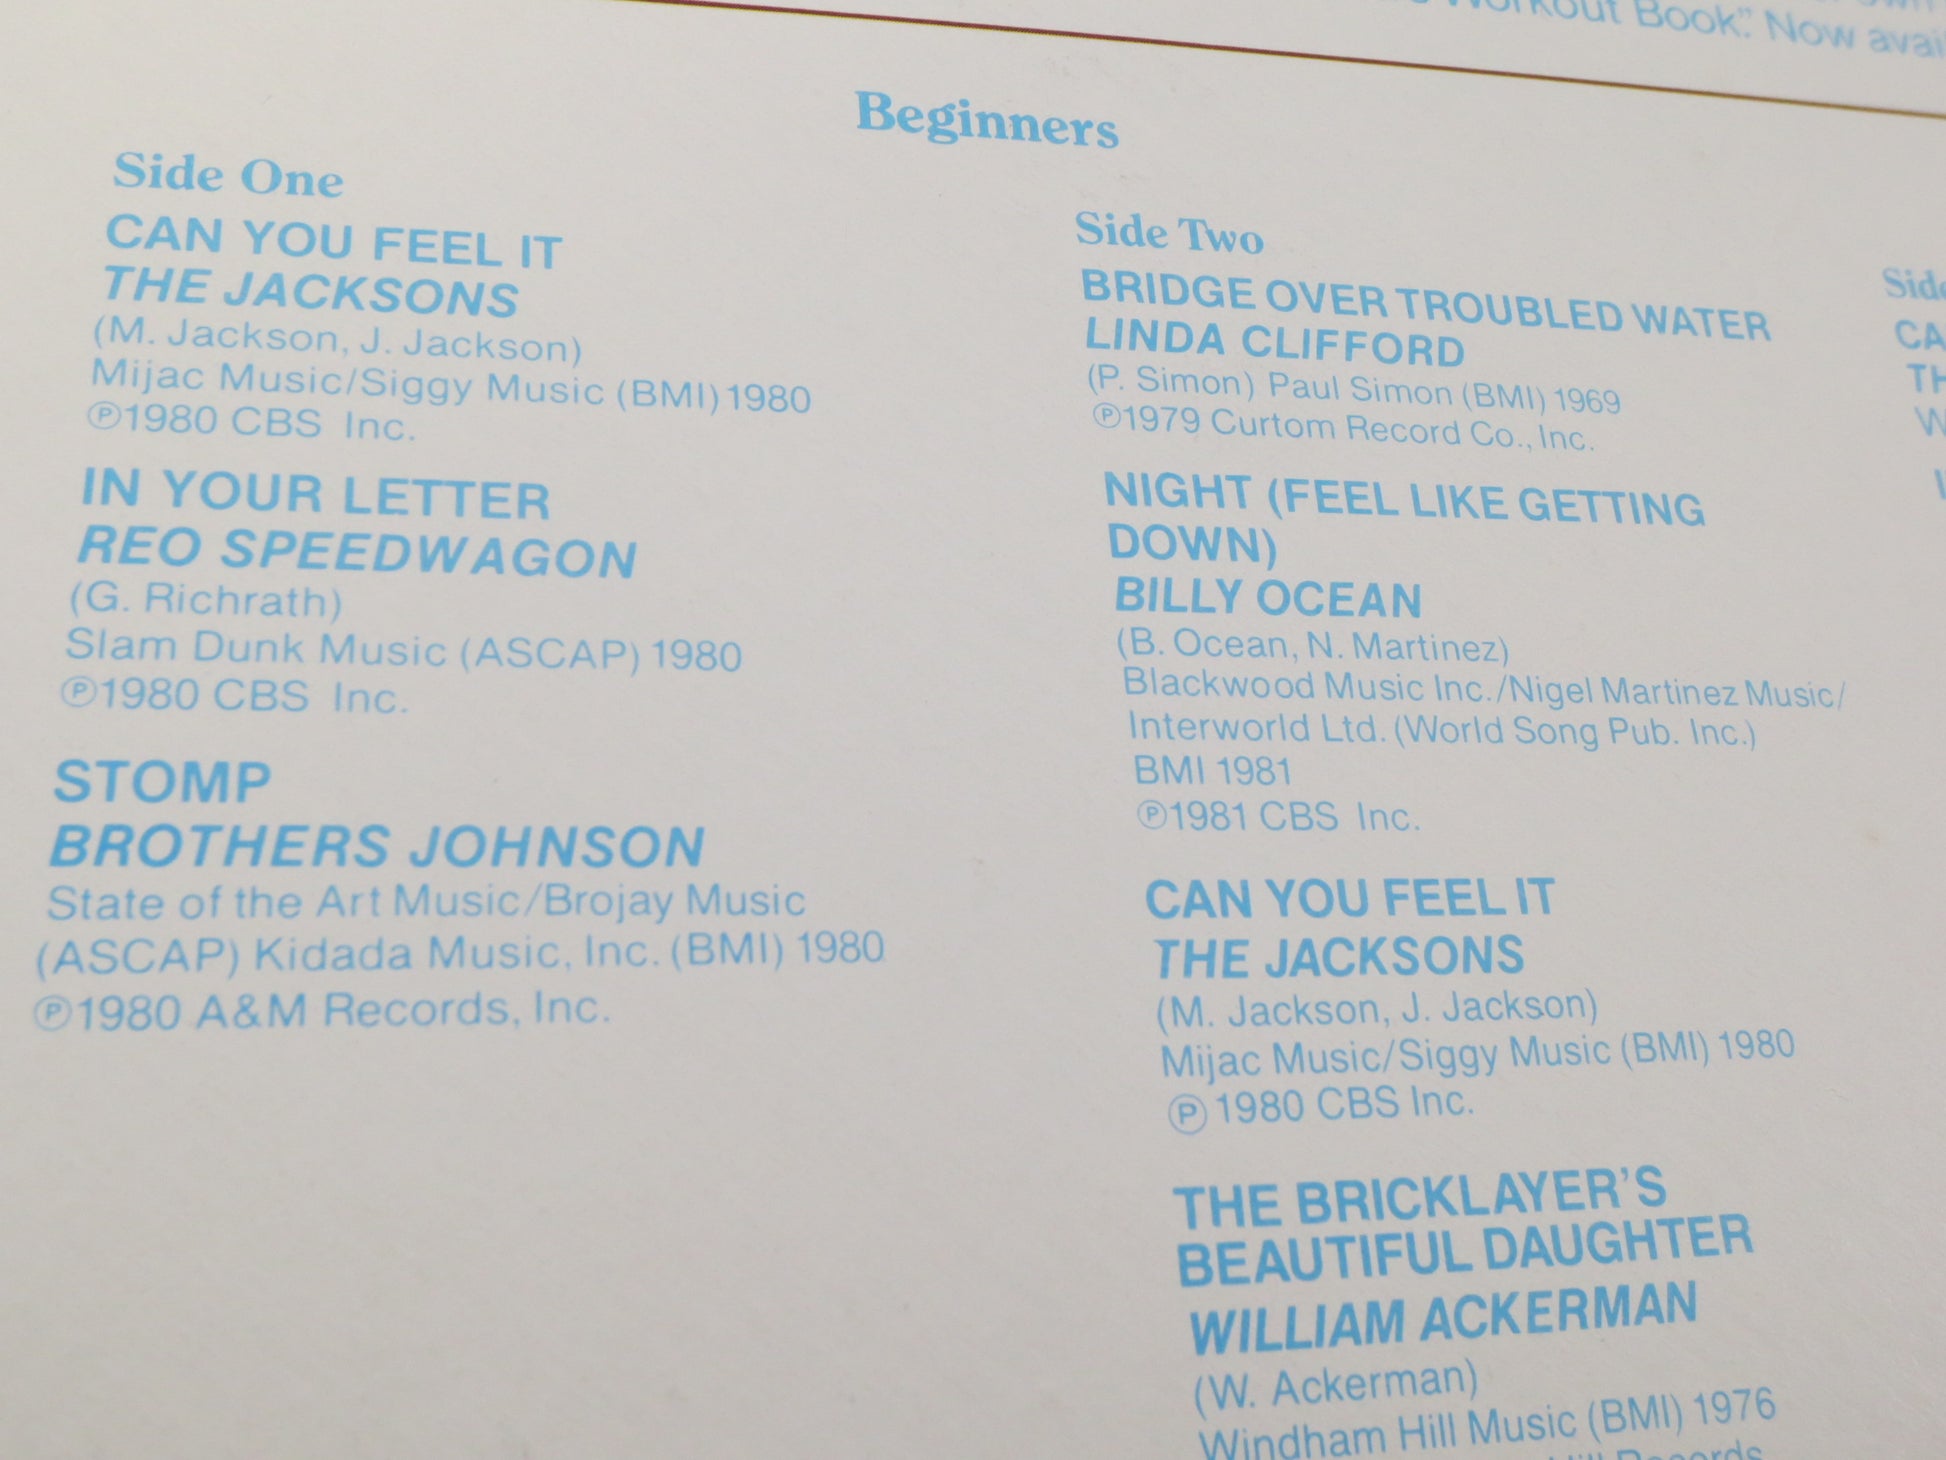 Workout Book". Now avai
Beginners
Side One
CAN YOU FEEL IT
THE JACKSONS
(M. Jackson, J. Jackson)
Mijac Music/Siggy Music (BMI) 1980
℗1980 CBS Inc.
IN YOUR LETTER
REO SPEEDWAGON
(G. Richrath)
Slam Dunk Music (ASCAP) 1980
℗1980 CBS Inc.
STOMP
BROTHERS JOHNSON
State of the Art Music/Brojay Music
(ASCAP) Kidada Music, Inc. (BMI) 1980
℗1980 A&M Records, Inc.
Side Two
BRIDGE OVER TROUBLED WATER
LINDA CLIFFORD
(P. Simon) Paul Simon (BMI) 1969
℗1979 Curtom Record Co., Inc.
NIGHT (FEEL LIKE GETTING
DOWN)
BILLY OCEAN
(B. Ocean, N. Martinez)
Blackwood Music Inc./Nigel Martinez Music/
Interworld Ltd. (World Song Pub. Inc.)
BMI 1981
℗1981 CBS Inc.
CAN YOU FEEL IT
THE JACKSONS
(M. Jackson, J. Jackson)
Mijac Music/Siggy Music (BMI) 1980
℗ 1980 CBS Inc.
THE BRICKLAYER'S
BEAUTIFUL DAUGHTER
WILLIAM ACKERMAN
(W. Ackerman)
Windham Hill Music (BMI) 1976
Records
Side
CA
TH
W